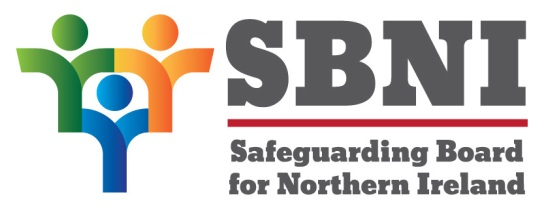 SBNI
Safeguarding Board
for Northern Ireland